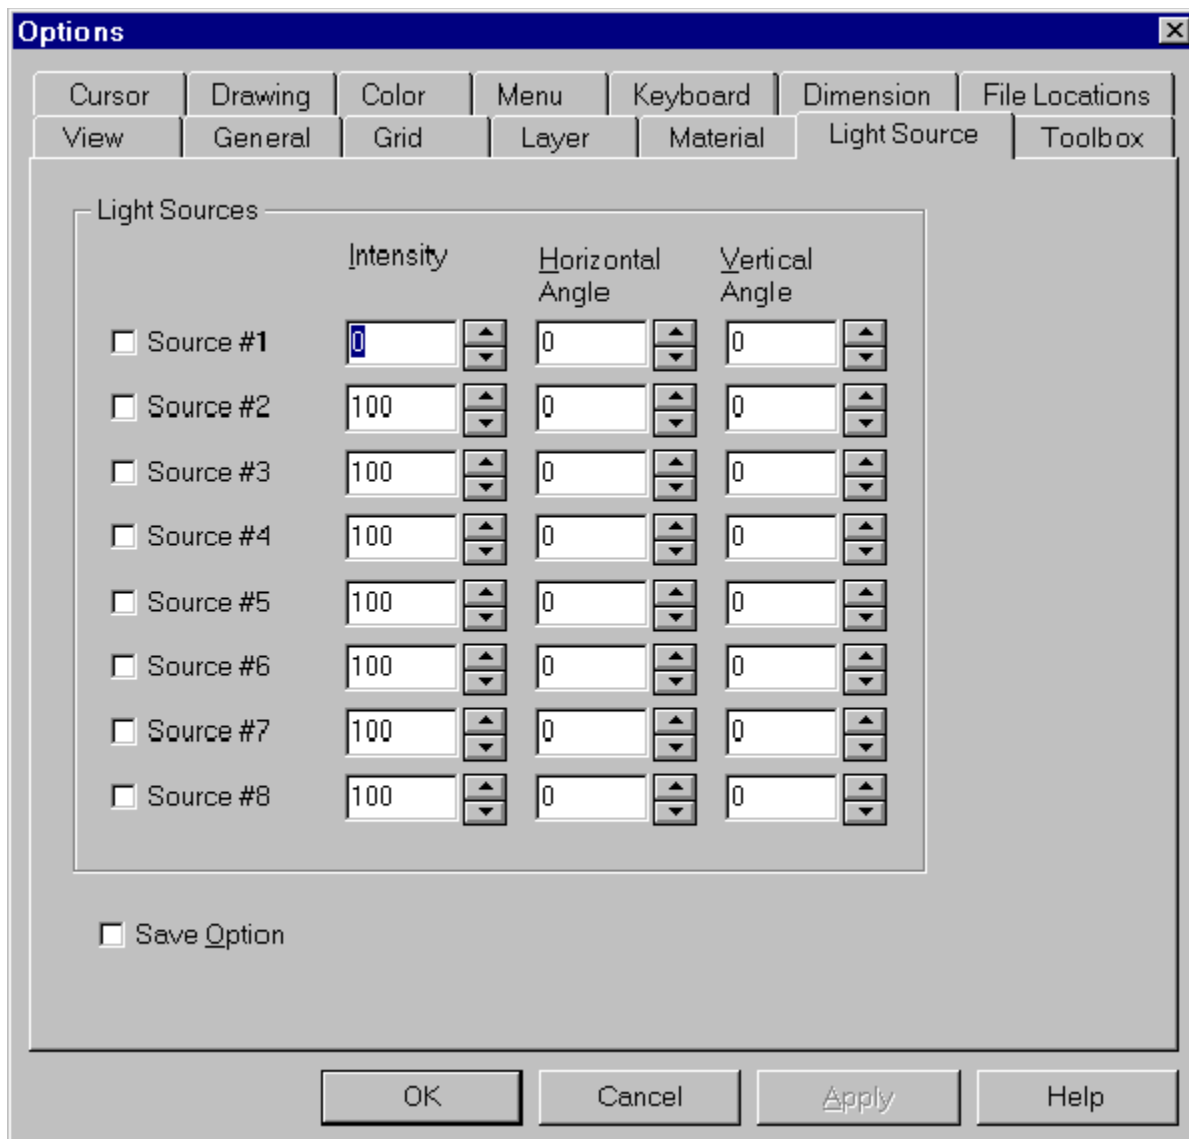 Options
Cursor Drawing Color Menu Keyboard Dimension File Locations
View General Grid Layer Material Light Source Toolbox
Light Sources
Intensity Horizontal Angle Vertical Angle
Source #1 0 0 0
Source #2 100 0 0
Source #3 100 0 0
Source #4 100 0 0
Source #5 100 0 0
Source #6 100 0 0
Source #7 100 0 0
Source #8 100 0 0
Save Option
OK Cancel Apply Help